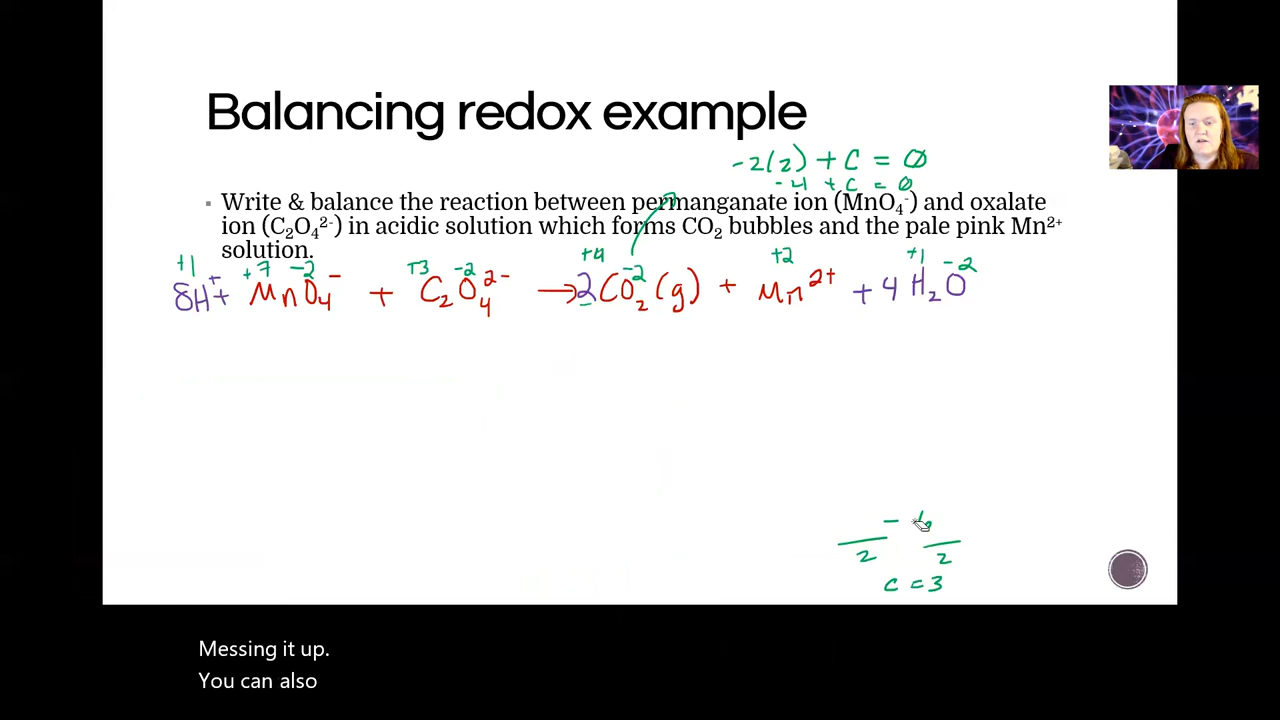 Balancing redox example
-2(2) + C = 0
-4 + C = 0
▪ Write & balance the reaction between permanganate ion (MnO₄⁻) and oxalate
ion (C₂O₄²⁻) in acidic solution which forms CO₂ bubbles and the pale pink Mn²⁺
solution.
+1 +7 -2 +3 -2 +4 -2 +2 +1 -2
8H⁺ + MnO₄⁻ + C₂O₄²⁻ → 2CO₂(g) + Mn²⁺ + 4H₂O
2 2
c = 3
Messing it up.
You can also